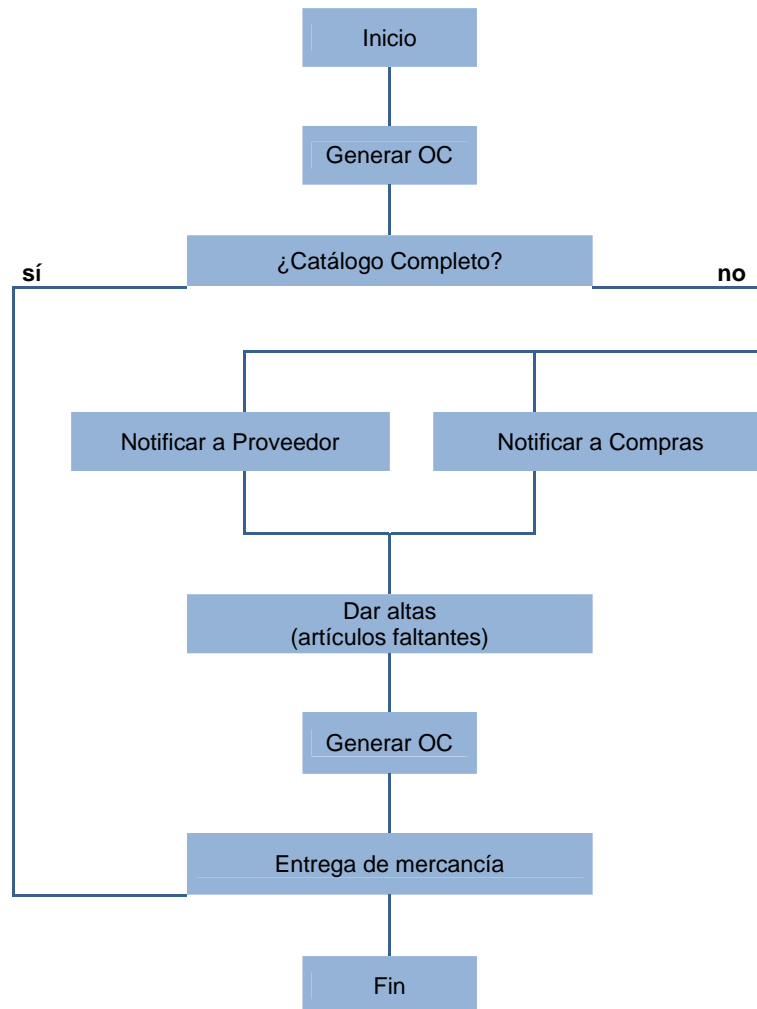 Inicio
Generar OC
¿Catálogo Completo?
sí
no
Notificar a Proveedor
Notificar a Compras
Dar altas
(artículos faltantes)
Generar OC
Entrega de mercancía
Fin